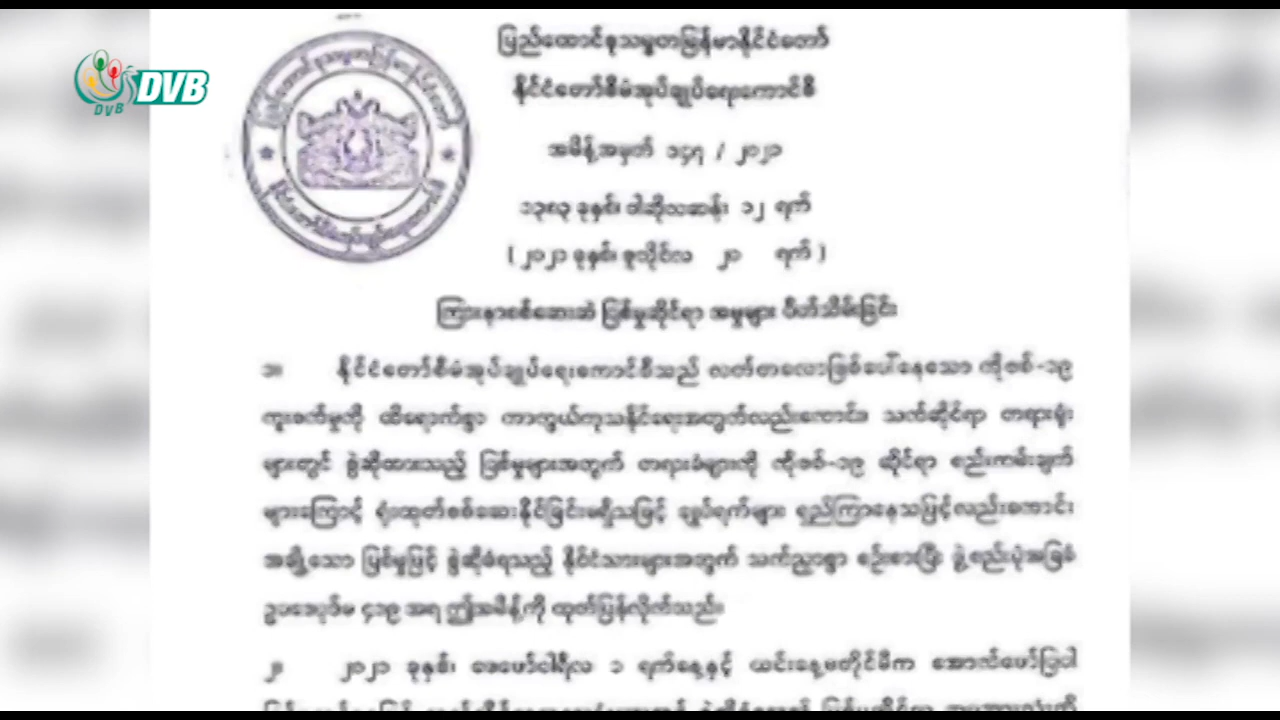 DVB
DVB
ပြည်ထောင်စုသမ္မတမြန်မာနိုင်ငံတော်
နိုင်ငံတော်စီမံအုပ်ချုပ်ရေးကောင်စီ
အမိန့်အမှတ် ၁၄၇ / ၂၀၂၁
၁၃၈၃ ခုနှစ်၊ ဝါဆိုလဆန်း ၁၂ ရက်
( ၂၀၂၁ ခုနှစ်၊ ဇူလိုင်လ ၂၁ ရက် )
ကြားနာစစ်ဆေးဆဲ ပြစ်မှုဆိုင်ရာ အမှုများ ပိတ်သိမ်းခြင်း
၁။ နိုင်ငံတော်စီမံအုပ်ချုပ်ရေးကောင်စီသည် လတ်တလောဖြစ်ပေါ်နေသော ကိုဗစ်-၁၉
ကူးစက်မှုကို ထိရောက်စွာ ကာကွယ်ကုသနိုင်ရေးအတွက်လည်းကောင်း၊ သက်ဆိုင်ရာ တရားရုံး
များတွင် စွဲဆိုထားသည့် ပြစ်မှုများအတွက် တရားခံများကို ကိုဗစ်-၁၉ ဆိုင်ရာ စည်းကမ်းချက်
များကြောင့် ရုံးထုတ်စစ်ဆေးနိုင်ခြင်းမရှိသဖြင့် ချုပ်ရက်များ ရှည်ကြာနေသဖြင့်လည်းကောင်း
အချို့သော ပြစ်မှုဖြင့် စွဲဆိုခံရသည့် နိုင်ငံသားများအတွက် သက်ညှာစွာ စဉ်းစားပြီး ဖွဲ့စည်းပုံအခြေခံ
ဥပဒေပုဒ်မ ၄၁၉ အရ ဤအမိန့်ကို ထုတ်ပြန်လိုက်သည်။
၂။ ၂၀၂၁ ခုနှစ်၊ ဖေဖော်ဝါရီလ ၁ ရက်နေ့နှင့် ယင်းနေ့မတိုင်မီက အောက်ဖော်ပြပါ